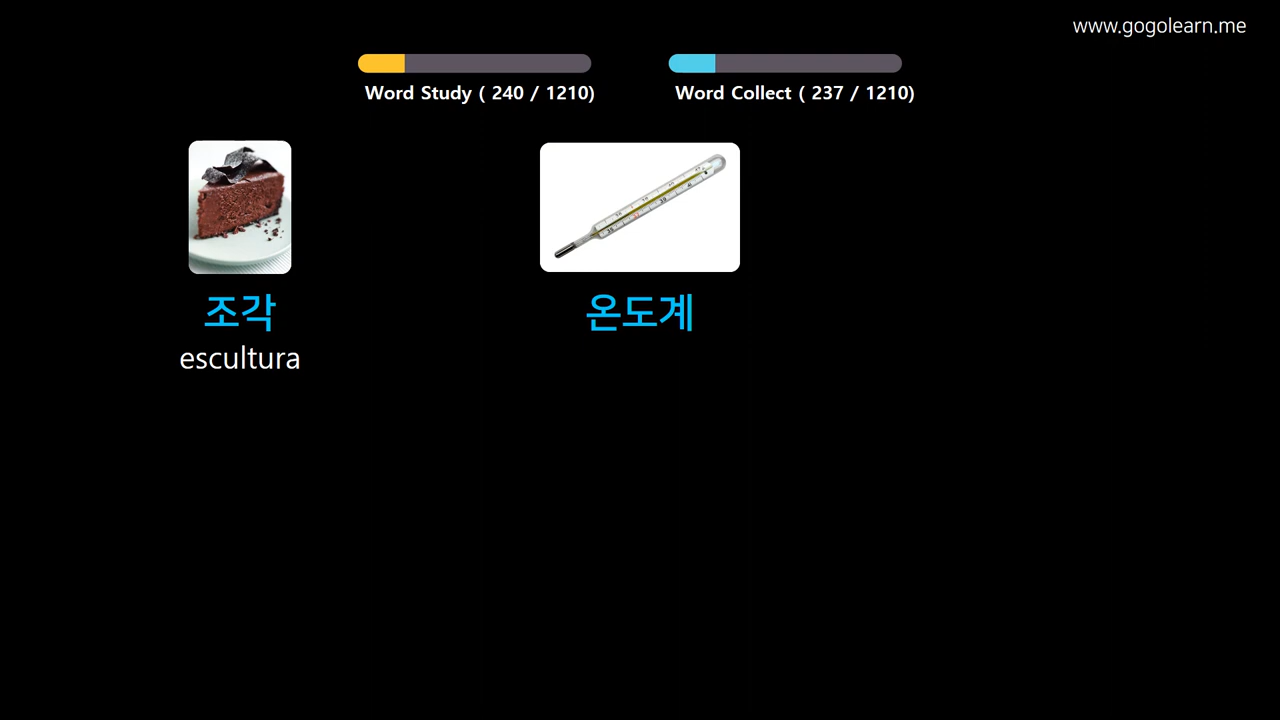 www.gogolearn.me
Word Study ( 240 / 1210)
Word Collect ( 237 / 1210)
조각
온도계
escultura